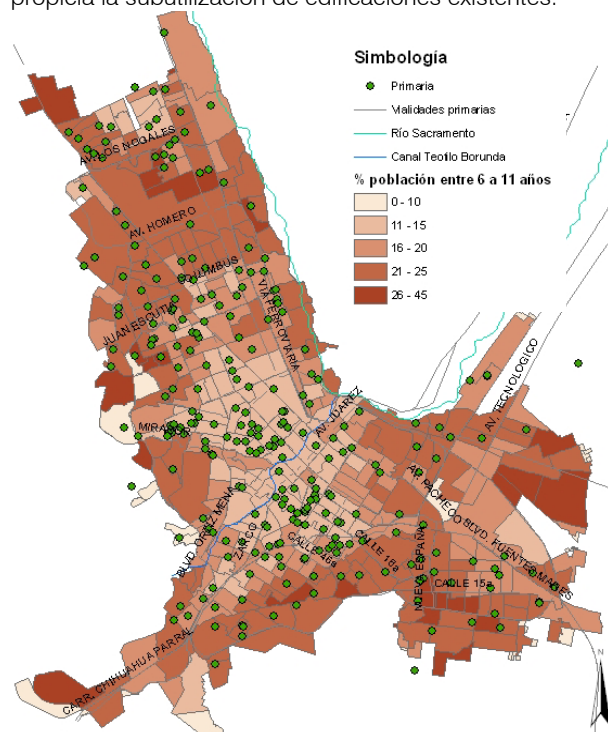 propicia la subutilización de edificaciones existentes.
Simbología
Primaria
Vialidades primarias
Río Sacramento
Canal Teotilo Borunda
% población entre 6 a 11 años
0 - 10
11 - 15
16 - 20
21 - 25
26 - 45
AV. LOS NOGALES
AV. HOMERO
COLUMBUS
JUAN ESCUTIA
VIA FERROVIARIA
AV. JUAREZ
AV. TECNOLOGICO
MIRADOR
BLVD. ORTIZ MENA
ZARCO
AV. PACHECO
BLVD. FUENTES MARES
CALLE 46a
CALLE 18a
NUEVA ESPAÑA
CALLE 15a
CARR. CHIHUAHUA PARRAL
N